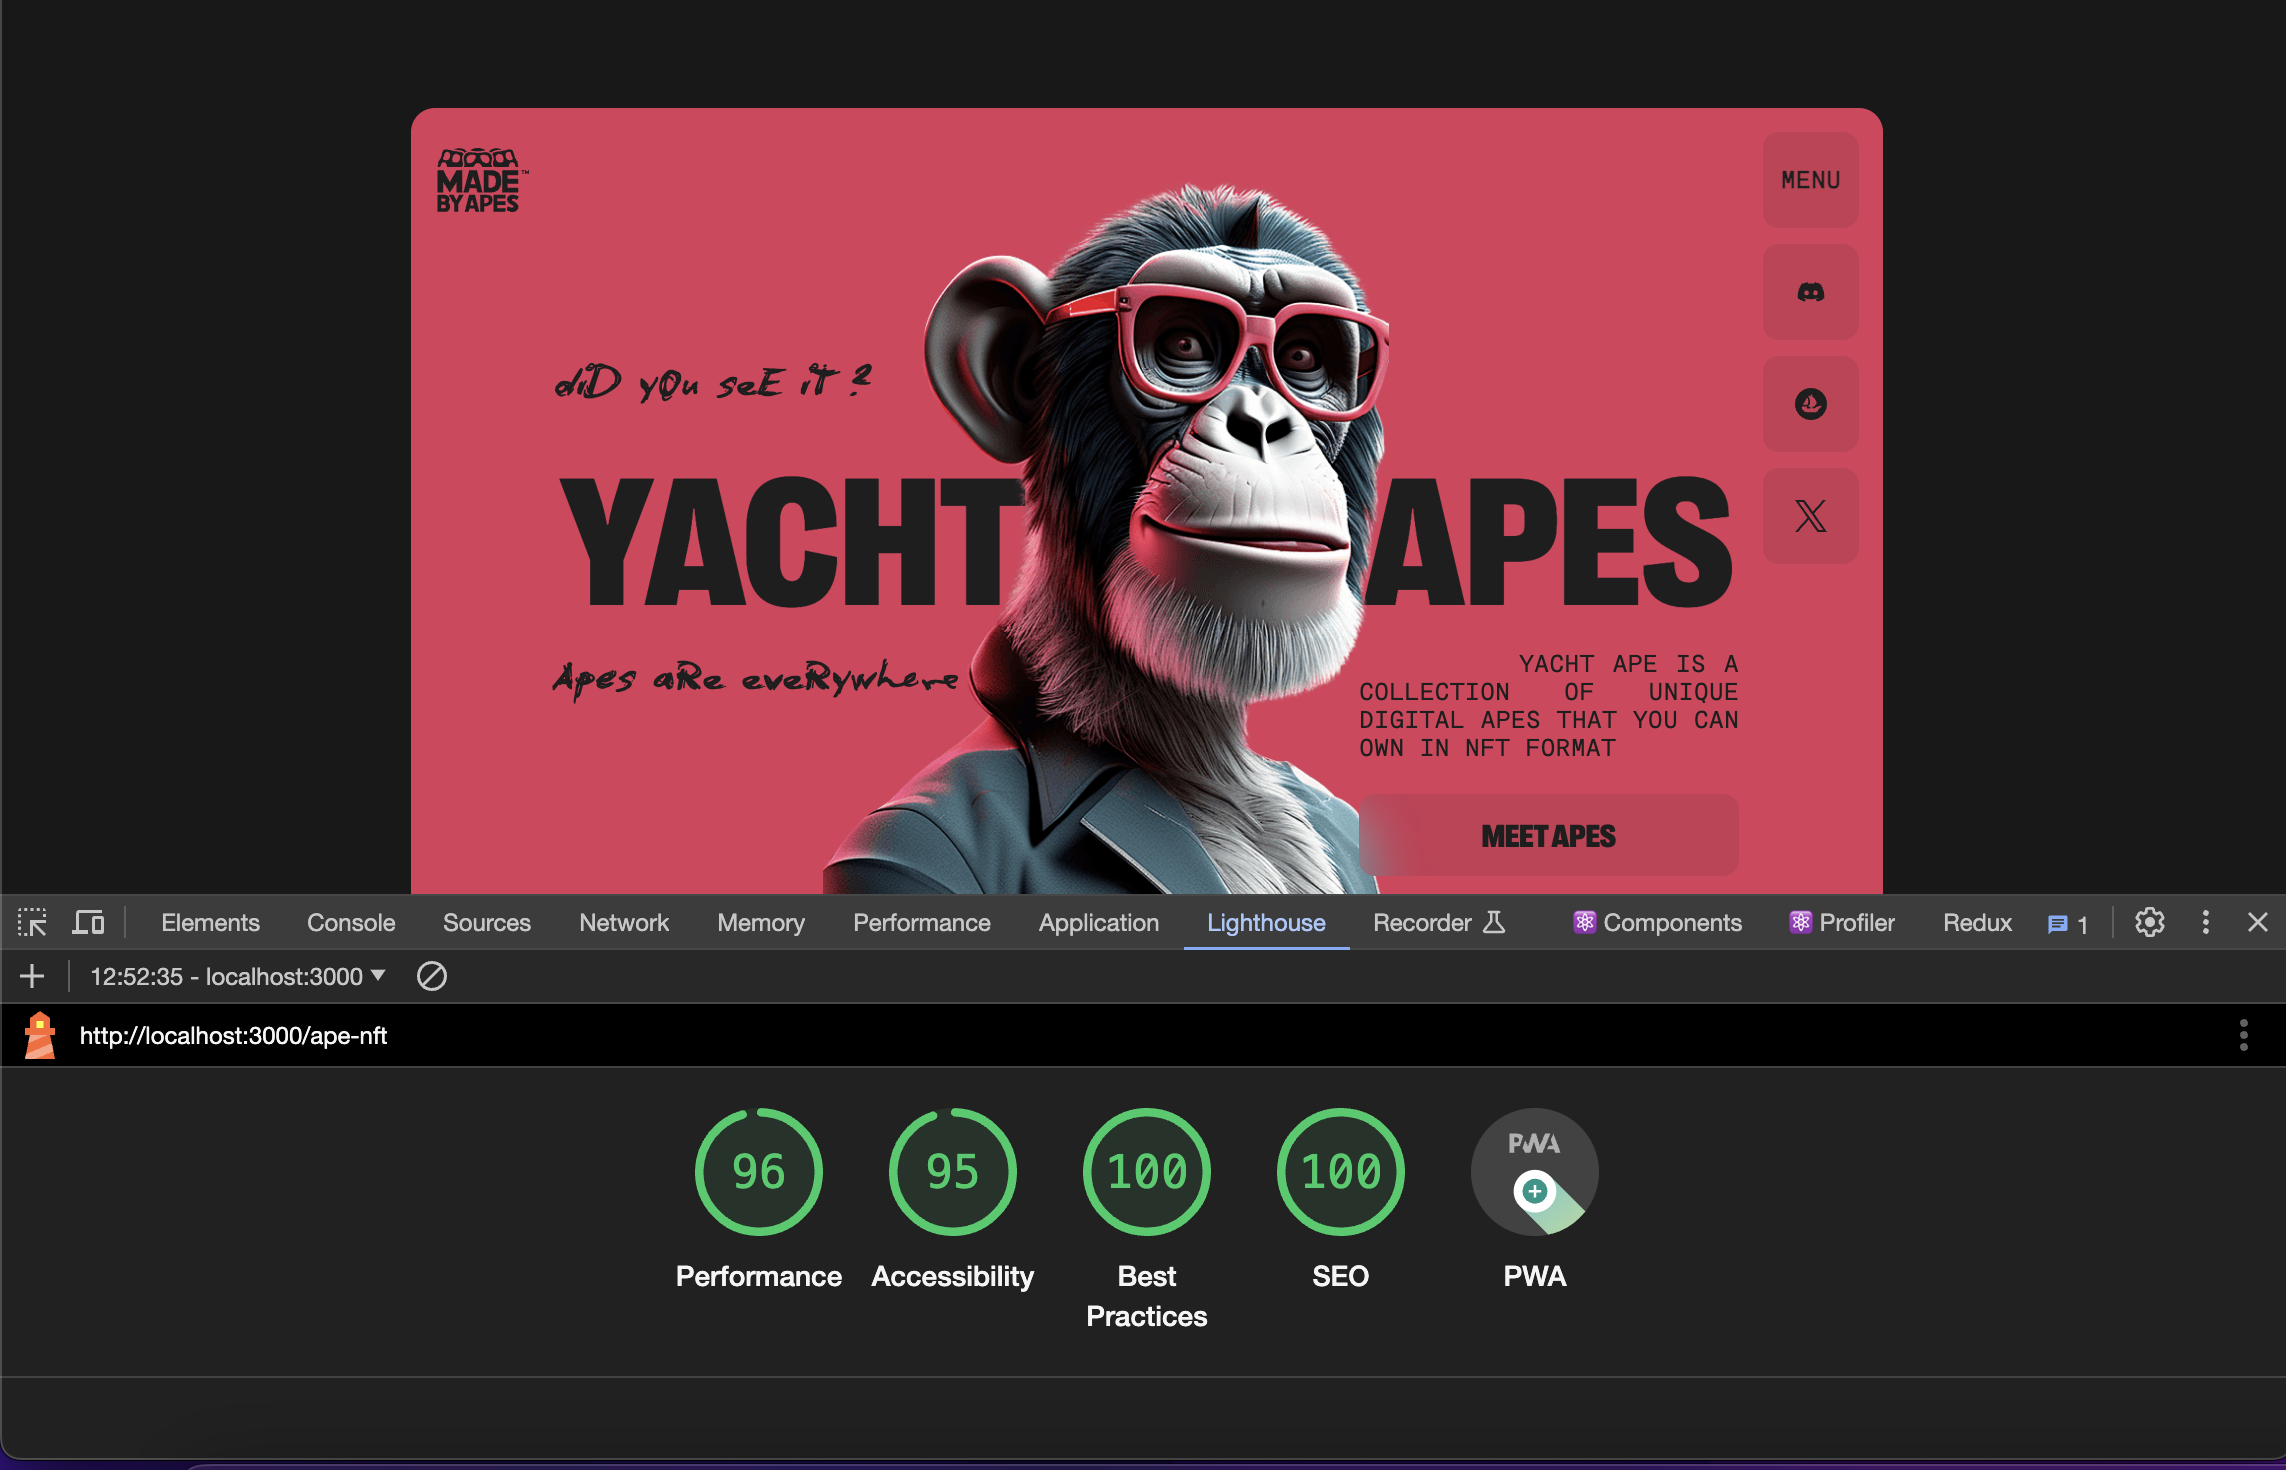 MADE™
BY APES
MENU
diD yOu seE iT ?
YACHT APES
Apes aRe eveRywhere
YACHT APE IS A
COLLECTION OF UNIQUE
DIGITAL APES THAT YOU CAN
OWN IN NFT FORMAT
MEET APES
Elements Console Sources Network Memory Performance Application Lighthouse Recorder Components Profiler Redux 1
12:52:35 - localhost:3000
http://localhost:3000/ape-nft
96 95 100 100 PWA
Performance Accessibility Best Practices SEO PWA